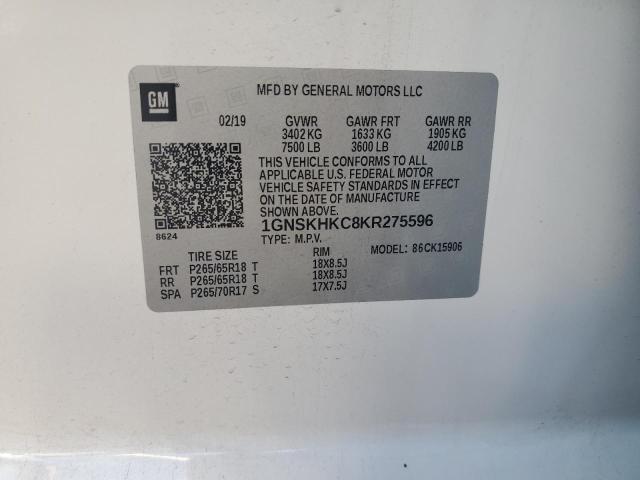 GM
MFD BY GENERAL MOTORS LLC
02/19 GVWR GAWR FRT GAWR RR
3402 KG 1633 KG 1905 KG
7500 LB 3600 LB 4200 LB
THIS VEHICLE CONFORMS TO ALL
APPLICABLE U.S. FEDERAL MOTOR
VEHICLE SAFETY STANDARDS IN EFFECT
ON THE DATE OF MANUFACTURE
SHOWN ABOVE.
1GNSKHKC8KR275596
8624
TYPE: M.P.V.
MODEL: 86CK15906
TIRE SIZE RIM
FRT P265/65R18 T 18X8.5J
RR P265/65R18 T 18X8.5J
SPA P265/70R17 S 17X7.5J